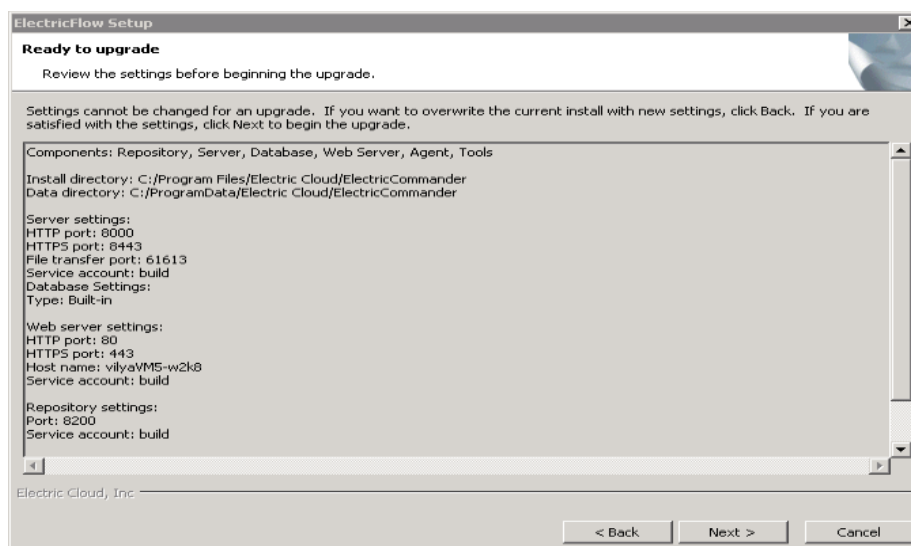 ElectricFlow Setup
Ready to upgrade
Review the settings before beginning the upgrade.
Settings cannot be changed for an upgrade. If you want to overwrite the current install with new settings, click Back. If you are
satisfied with the settings, click Next to begin the upgrade.
Components: Repository, Server, Database, Web Server, Agent, Tools
Install directory: C:/Program Files/Electric Cloud/ElectricCommander
Data directory: C:/ProgramData/Electric Cloud/ElectricCommander
Server settings:
HTTP port: 8000
HTTPS port: 8443
File transfer port: 61613
Service account: build
Database Settings:
Type: Built-in
Web server settings:
HTTP port: 80
HTTPS port: 443
Host name: vilyaVM5-w2k8
Service account: build
Repository settings:
Port: 8200
Service account: build
Electric Cloud, Inc
< Back
Next >
Cancel